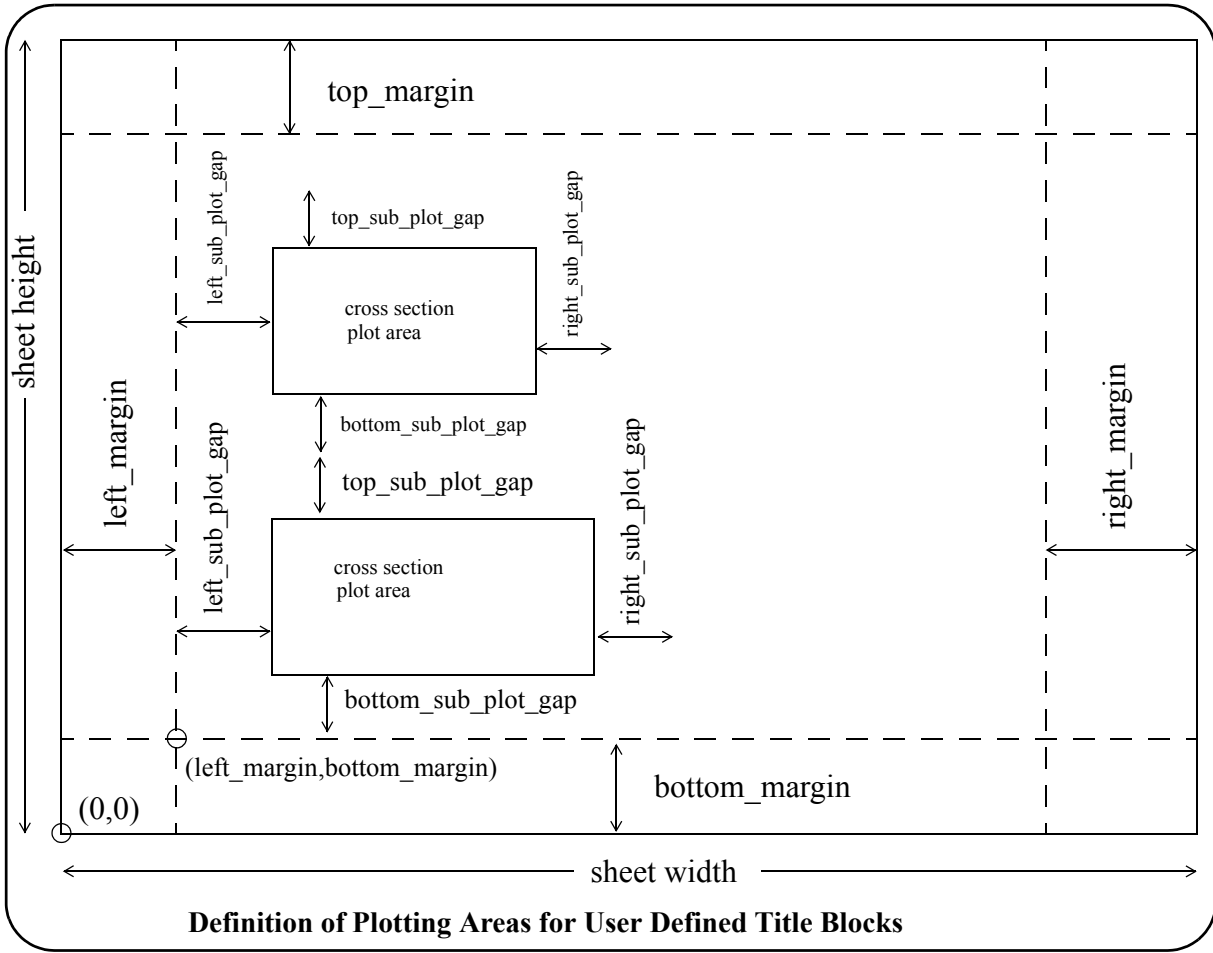 top_margin
left_sub_plot_gap
top_sub_plot_gap
right_sub_plot_gap
sheet height
cross section
plot area
left_margin
right_margin
bottom_sub_plot_gap
left_sub_plot_gap
top_sub_plot_gap
right_sub_plot_gap
cross section
plot area
bottom_sub_plot_gap
(left_margin,bottom_margin)
bottom_margin
(0,0)
sheet width
Definition of Plotting Areas for User Defined Title Blocks